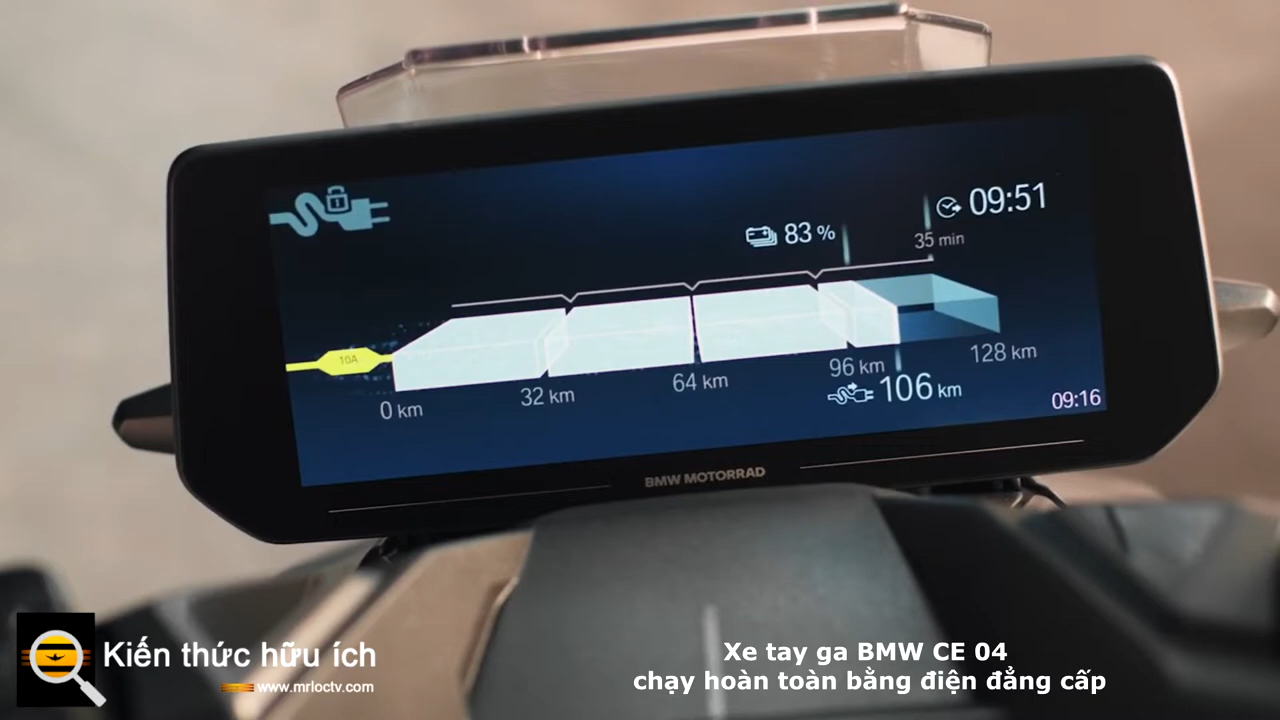 09:51
83 %
35 min
10A
0 km
32 km
64 km
96 km
128 km
106 km
09:16
BMW MOTORRAD
Kiến thức hữu ích
www.mrloctv.com
Xe tay ga BMW CE 04
chạy hoàn toàn bằng điện đẳng cấp